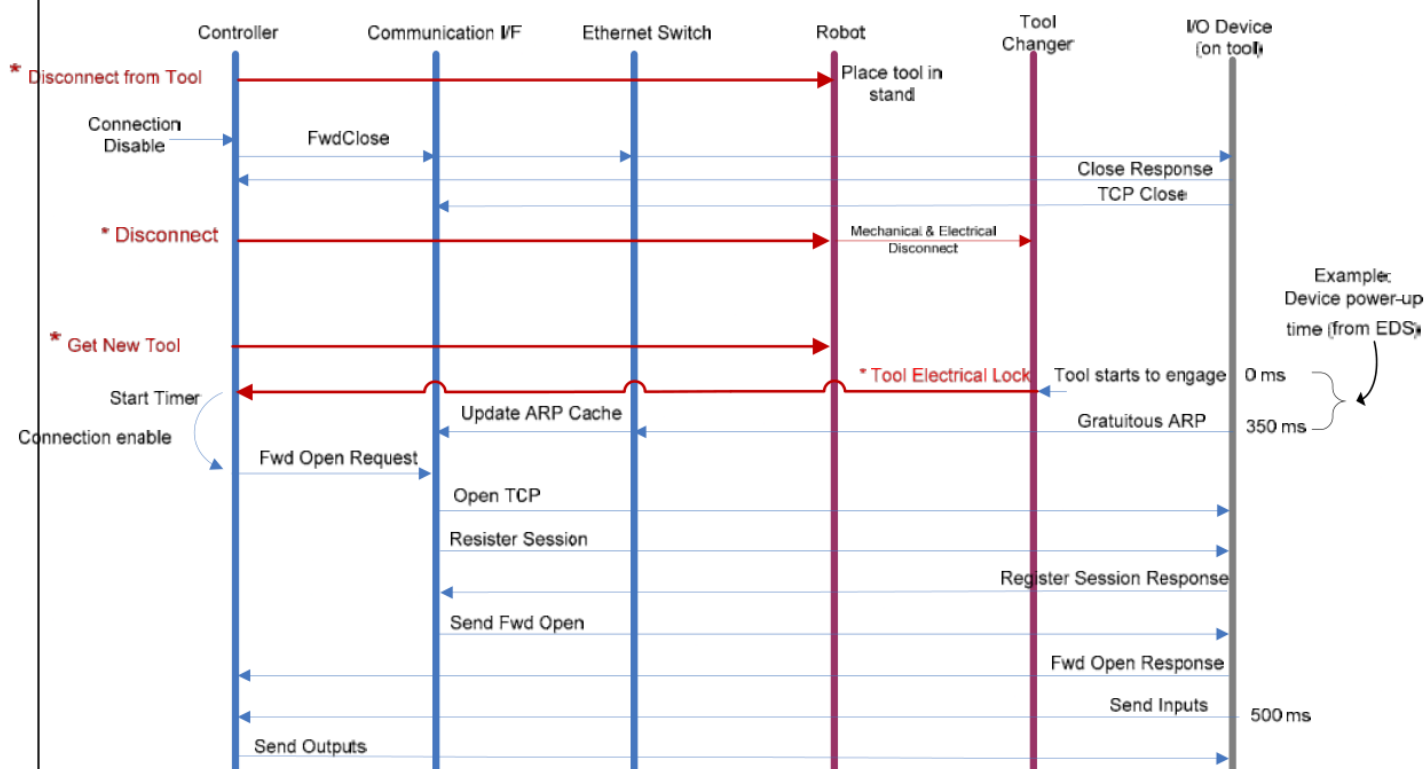 Controller
Communication I/F
Ethernet Switch
Robot
Tool
Changer
I/O Device
(on tool)
* Disconnect from Tool
Place tool in
stand
Connection
Disable
FwdClose
Close Response
TCP Close
* Disconnect
Mechanical & Electrical
Disconnect
Example:
Device power-up
time (from EDS)
* Get New Tool
* Tool Electrical Lock
Tool starts to engage
0 ms
Start Timer
Update ARP Cache
Gratuitous ARP
350 ms
Connection enable
Fwd Open Request
Open TCP
Resister Session
Register Session Response
Send Fwd Open
Fwd Open Response
Send Inputs
500 ms
Send Outputs